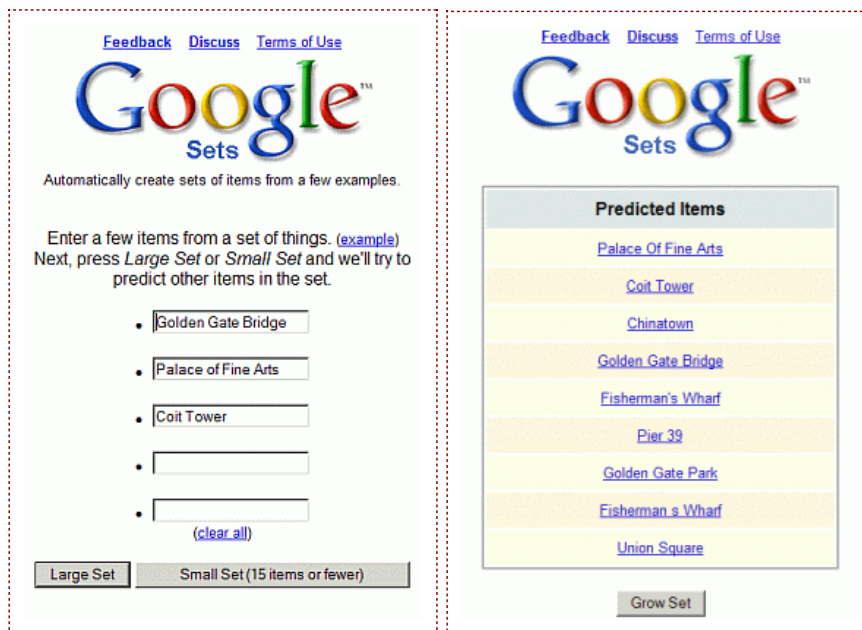 Feedback Discuss Terms of Use
Google™
Sets
Automatically create sets of items from a few examples.
Enter a few items from a set of things. (example)
Next, press Large Set or Small Set and we'll try to
predict other items in the set.
• Golden Gate Bridge
• Palace of Fine Arts
• Coit Tower
•
•
(clear all)
Large Set Small Set (15 items or fewer)
Feedback Discuss Terms of Use
Google™
Sets
Predicted Items
Palace Of Fine Arts
Coit Tower
Chinatown
Golden Gate Bridge
Fisherman's Wharf
Pier 39
Golden Gate Park
Fisherman s Wharf
Union Square
Grow Set